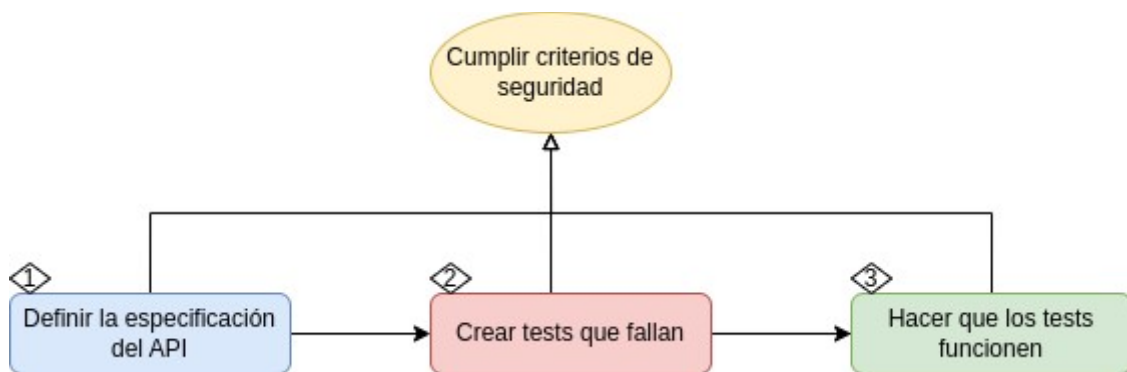 Cumplir criterios de
seguridad
1
2
3
Definir la especificación
del API
Crear tests que fallan
Hacer que los tests
funcionen